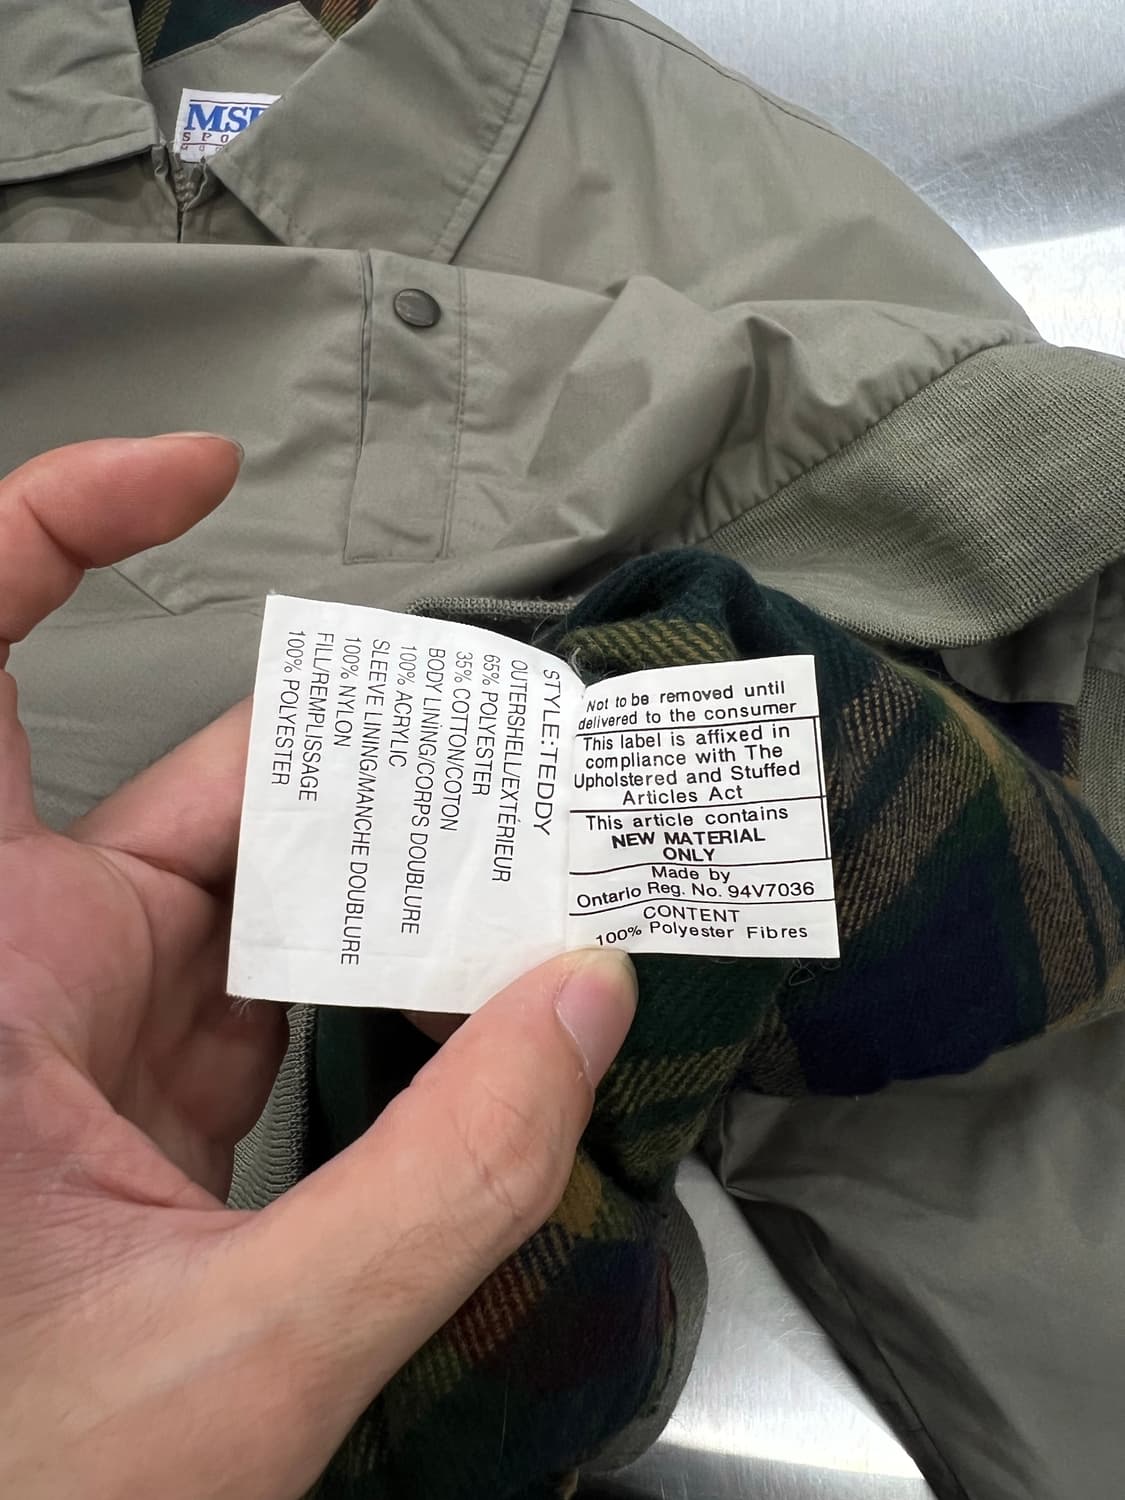 STYLE:TEDDY
OUTERSHELL/EXTÉRIEUR
65% POLYESTER
35% COTTON/COTON
BODY LINING/CORPS DOUBLURE
100% ACRYLIC
SLEEVE LINING/MANCHE DOUBLURE
100% NYLON
FILL/REMPLISSAGE
100% POLYESTER
Not to be removed until
delivered to the consumer
This label is affixed in
compliance with The
Upholstered and Stuffed
Articles Act
This article contains
NEW MATERIAL
ONLY
Made by
Ontario Reg. No. 94V7036
CONTENT
100% Polyester Fibres